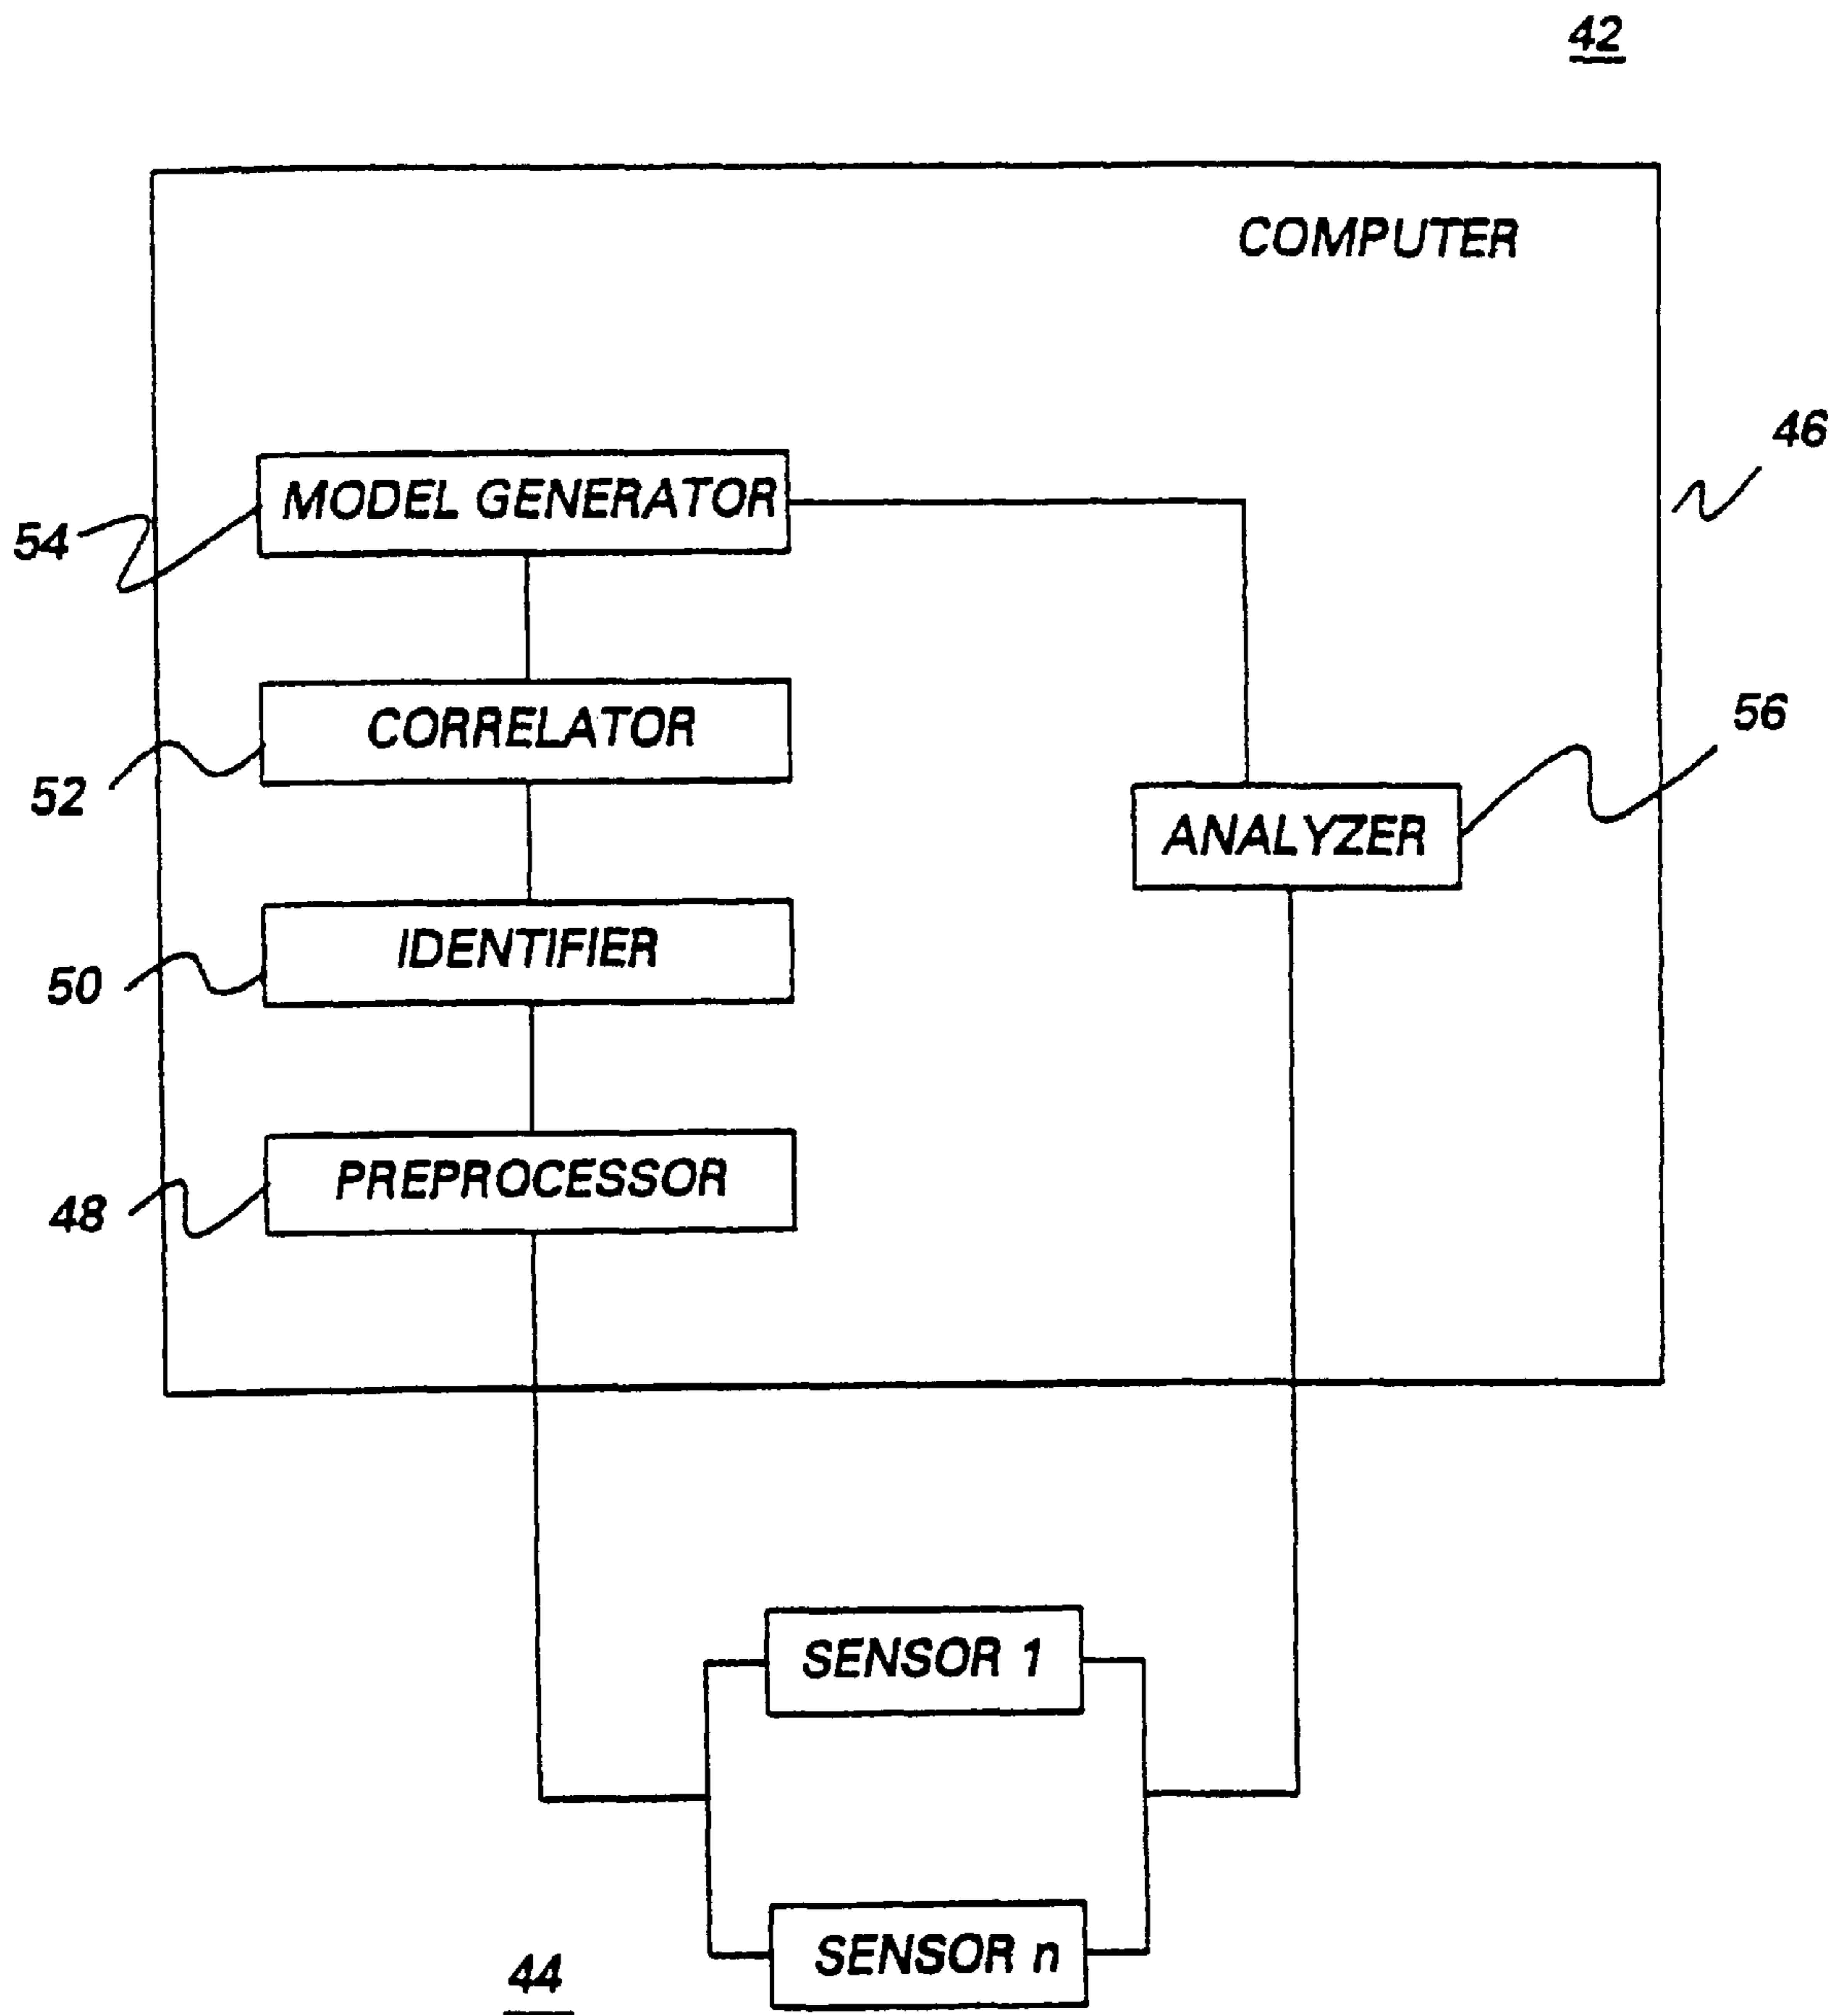 42
COMPUTER
46
MODEL GENERATOR
54
CORRELATOR
56
52
ANALYZER
IDENTIFIER
50
PREPROCESSOR
48
SENSOR 1
SENSOR n
44